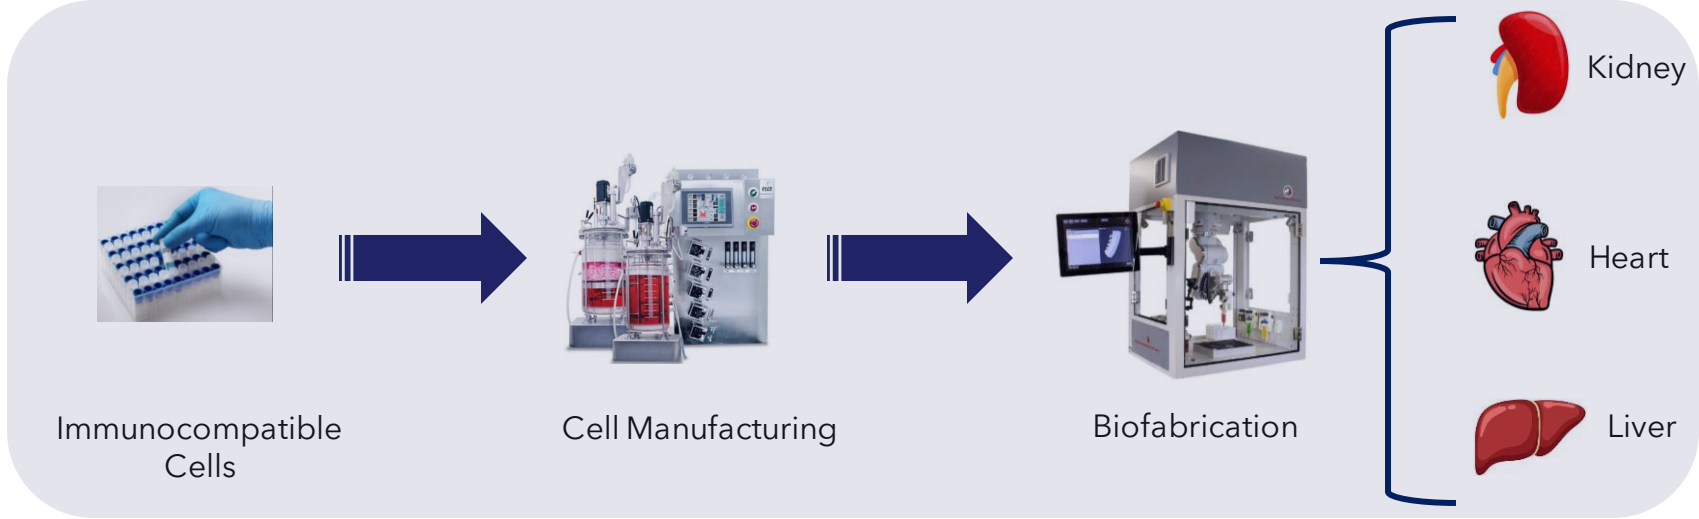 Immunocompatible
Cells
Cell Manufacturing
Biofabrication
Kidney
Heart
Liver